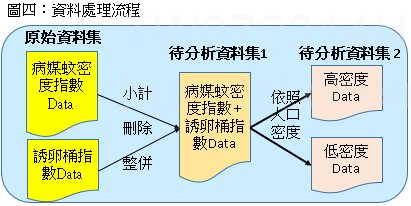 圖四：資料處理流程
原始資料集
病媒蚊密
度指數
Data
誘卵桶指
數Data
小計
刪除
整併
待分析資料集1
病媒蚊密
度指數+
誘卵桶指
數Data
依照
人口
密度
待分析資料集 2
高密度
Data
低密度
Data